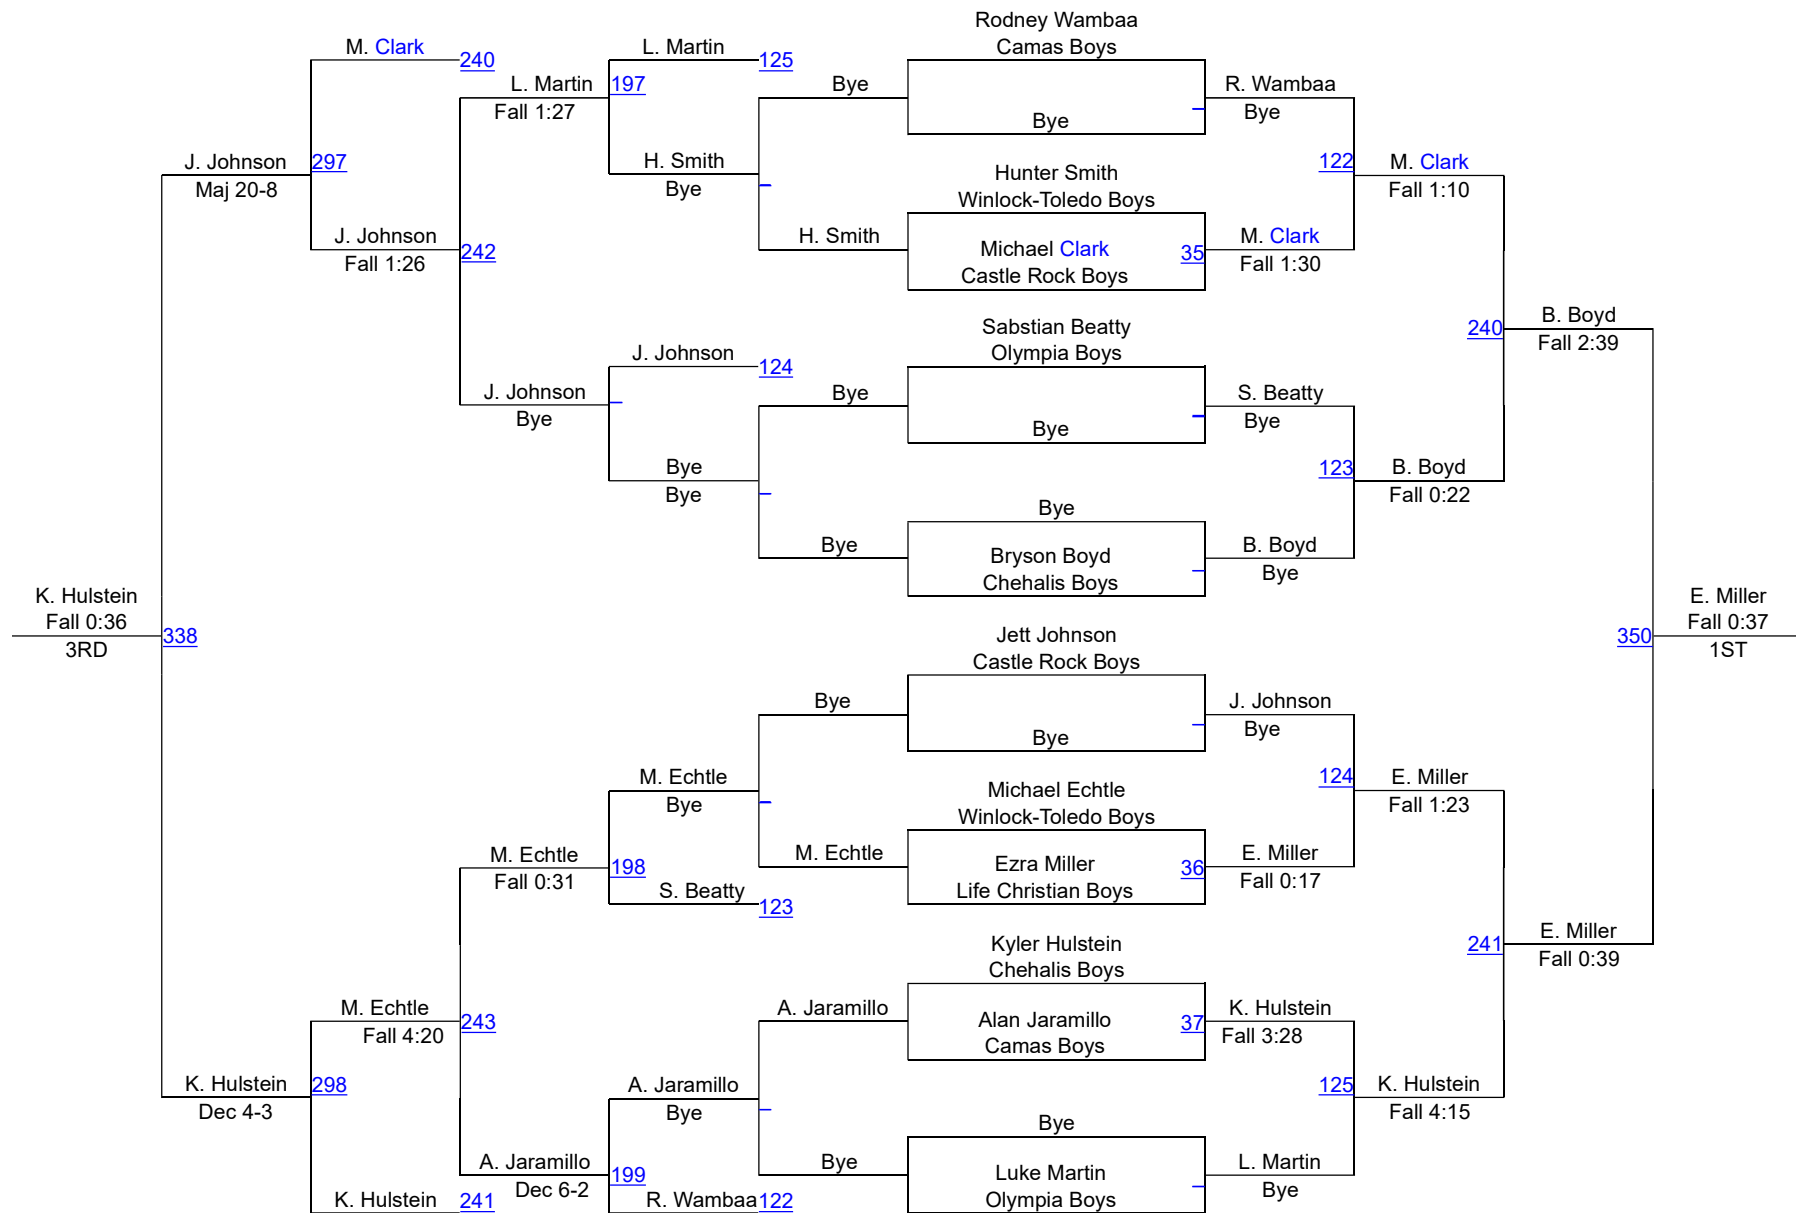 Rodney Wambaa
M. Clark
L. Martin
Camas Boys
240
125
L. Martin
197
Bye
R. Wambaa
Fall 1:27
Bye
Bye
J. Johnson
297
H. Smith
122
M. Clark
Maj 20-8
Bye
Hunter Smith
Fall 1:10
Winlock-Toledo Boys
J. Johnson
242
H. Smith
Michael Clark
35
M. Clark
Fall 1:26
Castle Rock Boys
Fall 1:30
Sabstian Beatty
240
B. Boyd
J. Johnson
124
Olympia Boys
Fall 2:39
J. Johnson
Bye
S. Beatty
Bye
Bye
Bye
Bye
123
B. Boyd
Bye
Fall 0:22
Bye
Bye
Bryson Boyd
B. Boyd
Chehalis Boys
Bye
K. Hulstein
E. Miller
Fall 0:36
338
350
Fall 0:37
3RD
Jett Johnson
1ST
Castle Rock Boys
Bye
J. Johnson
Bye
Bye
M. Echtle
124
E. Miller
Bye
Michael Echtle
Fall 1:23
Winlock-Toledo Boys
M. Echtle
198
M. Echtle
Ezra Miller
36
E. Miller
Fall 0:31
Life Christian Boys
Fall 0:17
S. Beatty
123
241
E. Miller
Kyler Hulstein
Fall 0:39
Chehalis Boys
M. Echtle
243
A. Jaramillo
Alan Jaramillo
37
K. Hulstein
Fall 4:20
Camas Boys
Fall 3:28
K. Hulstein
298
A. Jaramillo
125
K. Hulstein
Dec 4-3
Bye
Fall 4:15
Bye
A. Jaramillo
199
Bye
Luke Martin
L. Martin
Dec 6-2
Olympia Boys
Bye
K. Hulstein
241
R. Wambaa
122